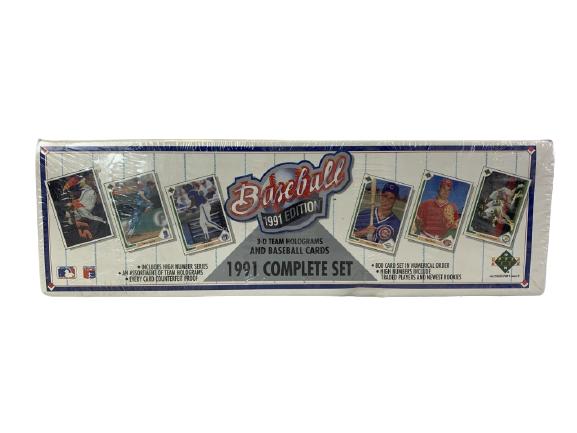 Baseball
1991 EDITION
3-D TEAM HOLOGRAMS
AND BASEBALL CARDS
1991 COMPLETE SET
• INCLUDES HIGH NUMBER SERIES
• AN ASSORTMENT OF TEAM HOLOGRAMS
• EVERY CARD COUNTERFEIT PROOF
• 800 CARD SET IN NUMERICAL ORDER
• HIGH NUMBERS INCLUDE
TRADED PLAYERS AND NEWEST ROOKIES